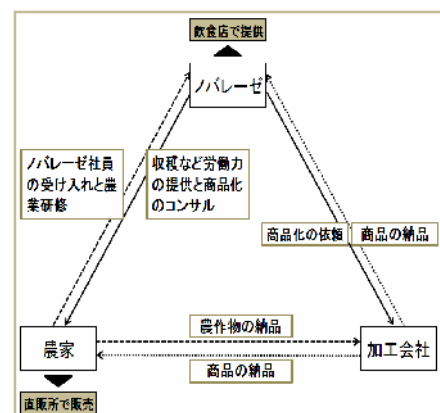 飲食店で提供
ノバレーゼ
ノバレーゼ社員
の受け入れと農
業研修
収穫など労働力
の提供と商品化
のコンサル
商品化の依頼
商品の納品
農作物の納品
農家
加工会社
商品の納品
直販所で販売